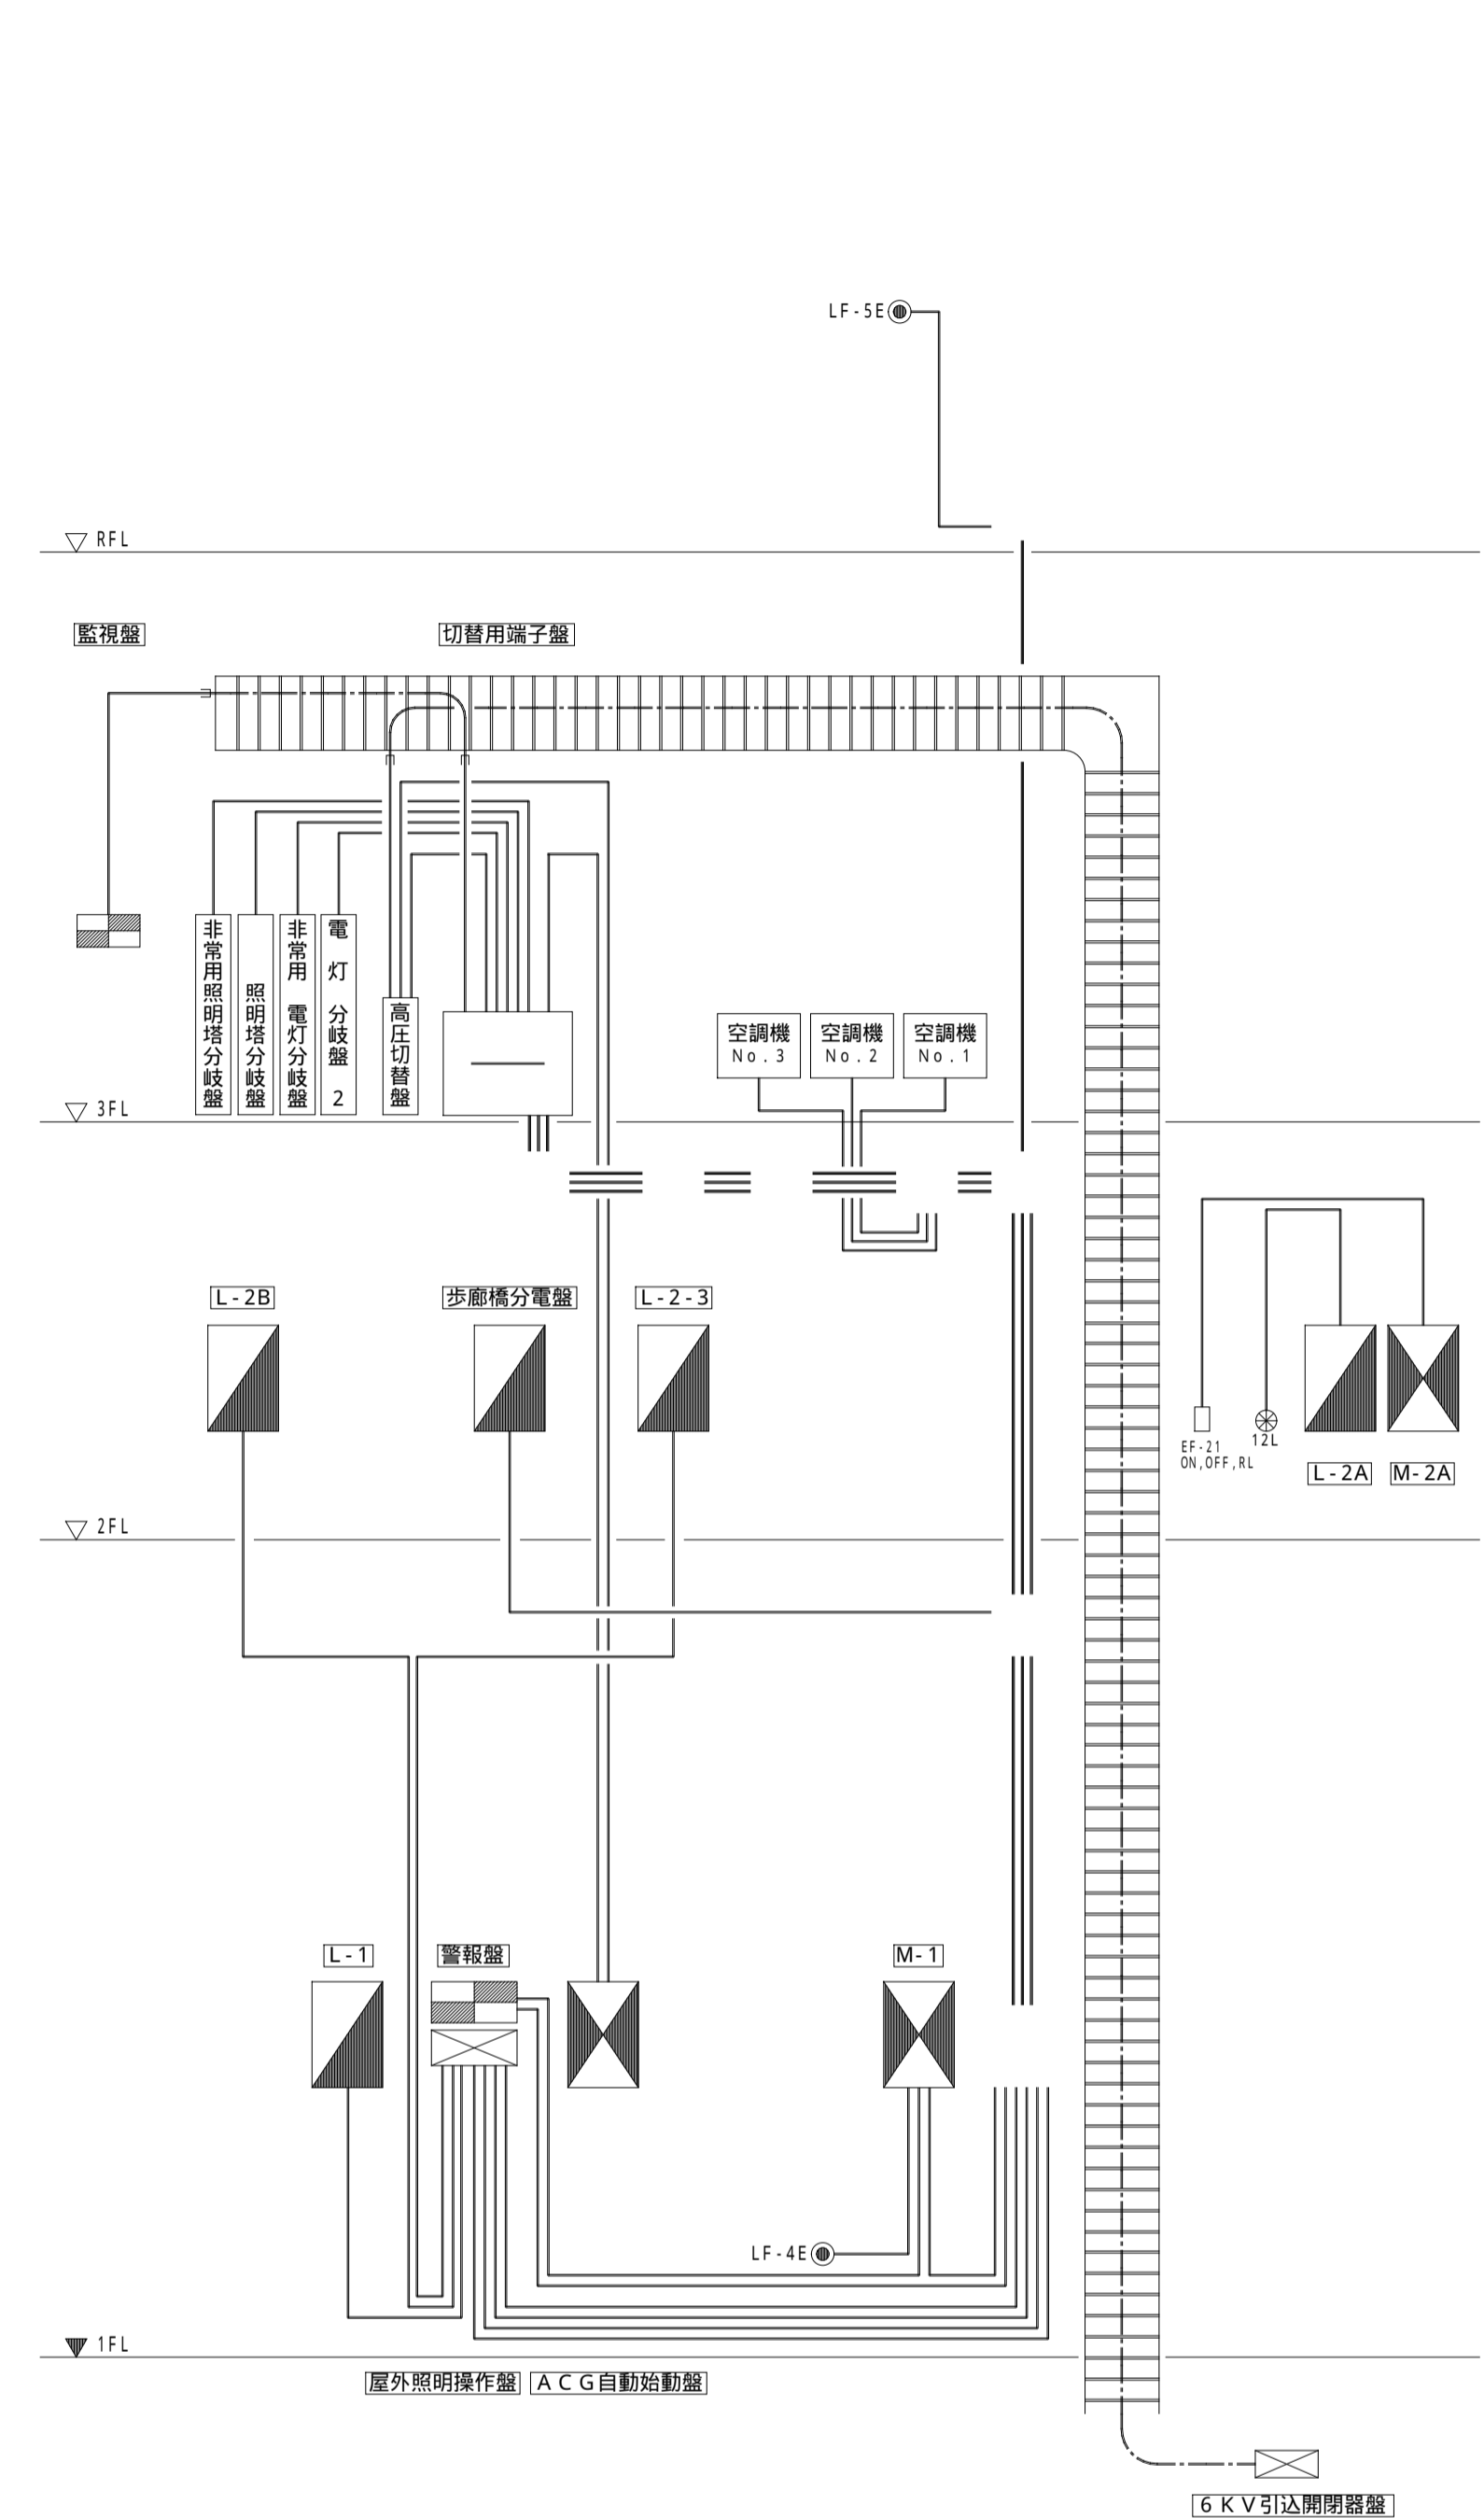 LF-5E
RFL
監視盤
切替用端子盤
非常用照明塔分岐盤
照明塔分岐盤
非常用 電灯分岐盤
電 灯 分岐盤 2
高圧切替盤
空調機
No.3
空調機
No.2
空調機
No.1
3FL
L-2B
歩廊橋分電盤
L-2-3
EF-21
ON,OFF,RL
12L
L-2A
M-2A
2FL
L-1
警報盤
M-1
LF-4E
1FL
屋外照明操作盤
ACG自動始動盤
6KV引込開閉器盤